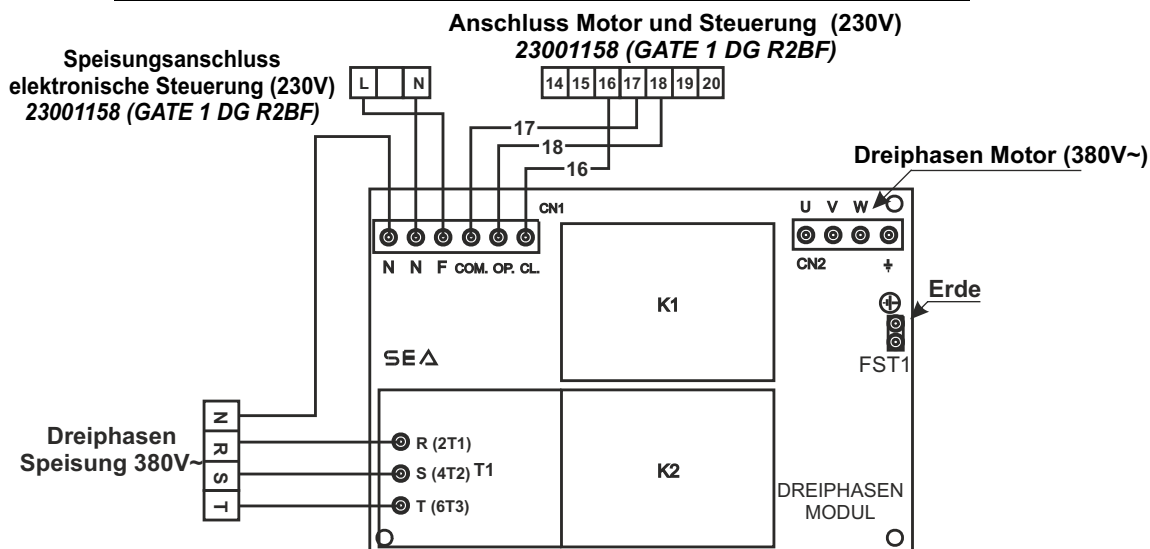 Anschluss Motor und Steuerung (230V)
23001158 (GATE 1 DG R2BF)
Speisungsanschluss
elektronische Steuerung (230V)
23001158 (GATE 1 DG R2BF)
L N
14 15 16 17 18 19 20
17
18
16
Dreiphasen Motor (380V~)
CN1
U V W
N N F COM. OP. CL.
CN2
K1
Erde
FST1
SEA
Dreiphasen
Speisung 380V~
N
R
S
T
R (2T1)
S (4T2) T1
T (6T3)
K2
DREIPHASEN
MODUL